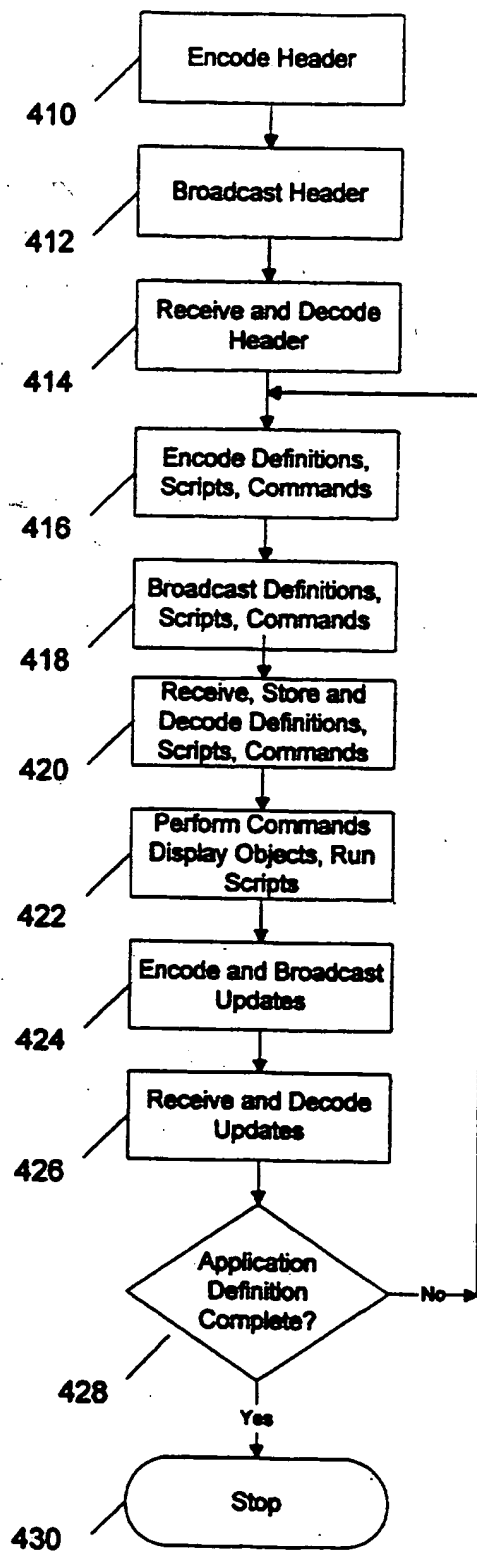 Encode Header
410
Broadcast Header
412
Receive and Decode
Header
414
Encode Definitions,
Scripts, Commands
416
Broadcast Definitions,
Scripts, Commands
418
Receive, Store and
Decode Definitions,
Scripts, Commands
420
Perform Commands
Display Objects, Run
Scripts
422
Encode and Broadcast
Updates
424
Receive and Decode
Updates
426
Application
Definition
Complete?
No
428
Yes
Stop
430